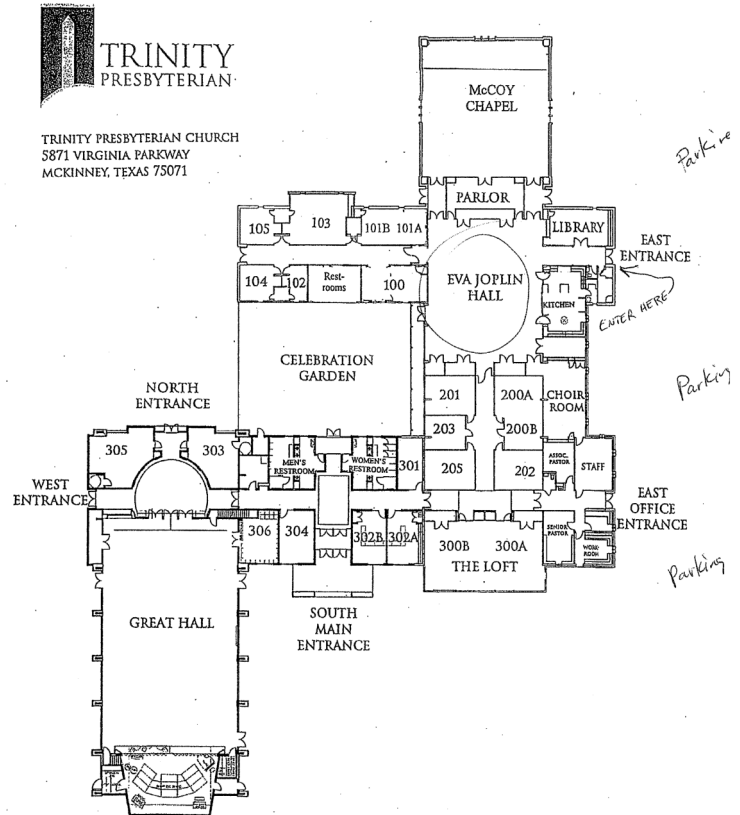 TRINITY
PRESBYTERIAN
TRINITY PRESBYTERIAN CHURCH
5871 VIRGINIA PARKWAY
MCKINNEY, TEXAS 75071
McCOY
CHAPEL
Parking
PARLOR
105
103
101B
101A
LIBRARY
EAST
ENTRANCE
104
102
Rest-
rooms
100
EVA JOPLIN
HALL
KITCHEN
ENTER HERE
CELEBRATION
GARDEN
201
200A
CHOIR
ROOM
Parking
203
200B
NORTH
ENTRANCE
305
303
MEN'S
RESTROOM
WOMEN'S
RESTROOM
301
205
202
ASSOC.
PASTOR
STAFF
WEST
ENTRANCE
EAST
OFFICE
ENTRANCE
306
304
302B
302A
300B
300A
THE LOFT
SENIOR
PASTOR
WORK
ROOM
Parking
GREAT HALL
SOUTH
MAIN
ENTRANCE